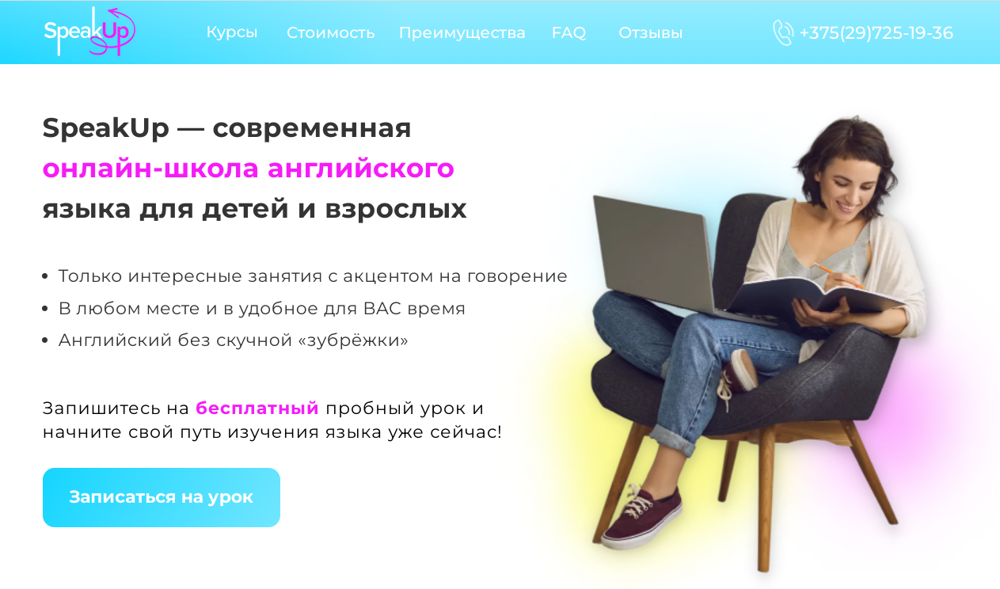 SpeakUp
Курсы Стоимость Преимущества FAQ Отзывы +375(29)725-19-36
SpeakUp — современная
онлайн-школа английского
языка для детей и взрослых
• Только интересные занятия с акцентом на говорение
• В любом месте и в удобное для ВАС время
• Английский без скучной «зубрёжки»
Запишитесь на бесплатный пробный урок и
начните свой путь изучения языка уже сейчас!
Записаться на урок